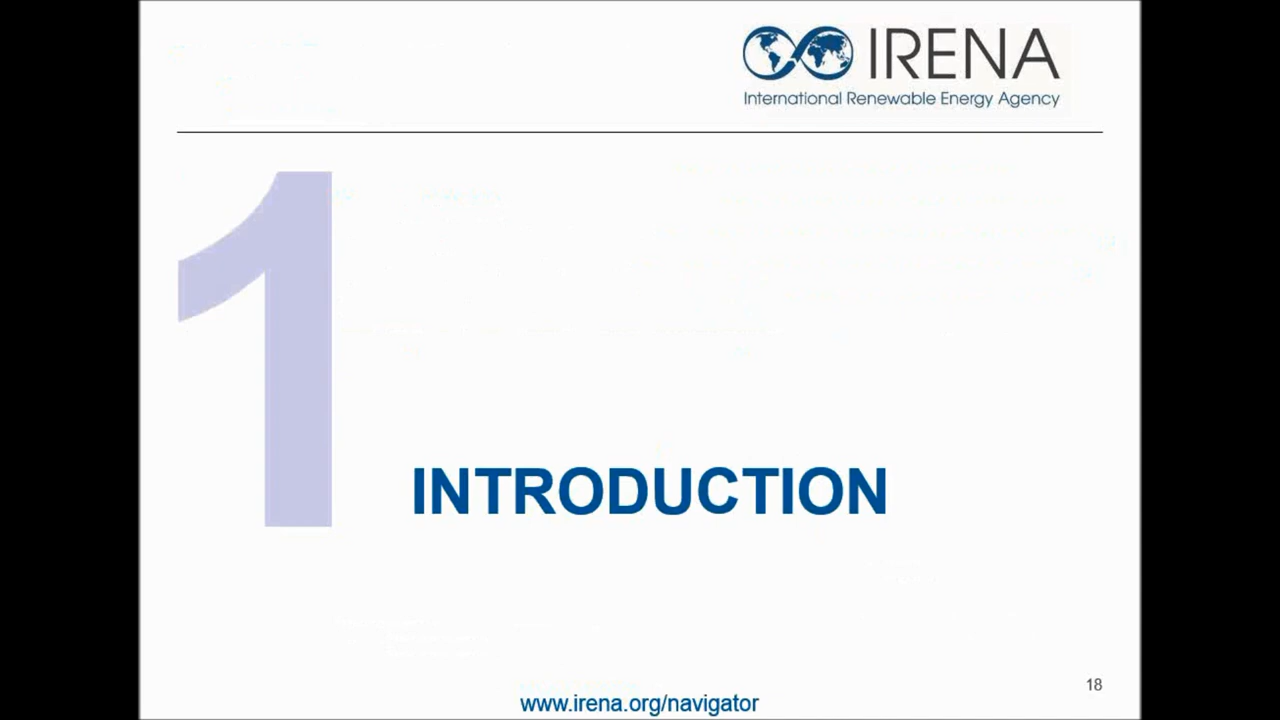 IRENA
International Renewable Energy Agency
1
INTRODUCTION
18
www.irena.org/navigator